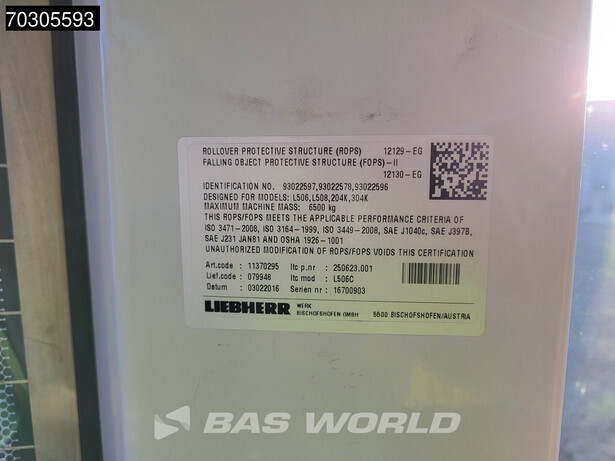 70305593
ROLLOVER PROTECTIVE STRUCTURE (ROPS) 12129-EG
FALLING OBJECT PROTECTIVE STRUCTURE (FOPS)-II
12130-EG
IDENTIFICATION NO. 93022597,93022578,93022596
DESIGNED FOR MODELS: L506,L508,204K,304K
MAXIMUM MACHINE MASS: 6500 kg
THIS ROPS/FOPS MEETS THE APPLICABLE PERFORMANCE CRITERIA OF
ISO 3471-2008, ISO 3164-1999, ISO 3449-2008, SAE J1040c, SAE J397B,
SAE J231 JAN81 AND OSHA 1926-1001
UNAUTHORIZED MODIFICATION OF ROPS/FOPS VOIDS THIS CERTIFICATION
Art.code : 11370295 ltc p.nr : 250623.001
Lief.code : 079948 ltc mod : L506C
Datum : 03022016 Serien nr : 16700903
LIEBHERR WERK
BISCHOFSHOFEN GMBH 5500 BISCHOFSHOFEN/AUSTRIA
BAS WORLD